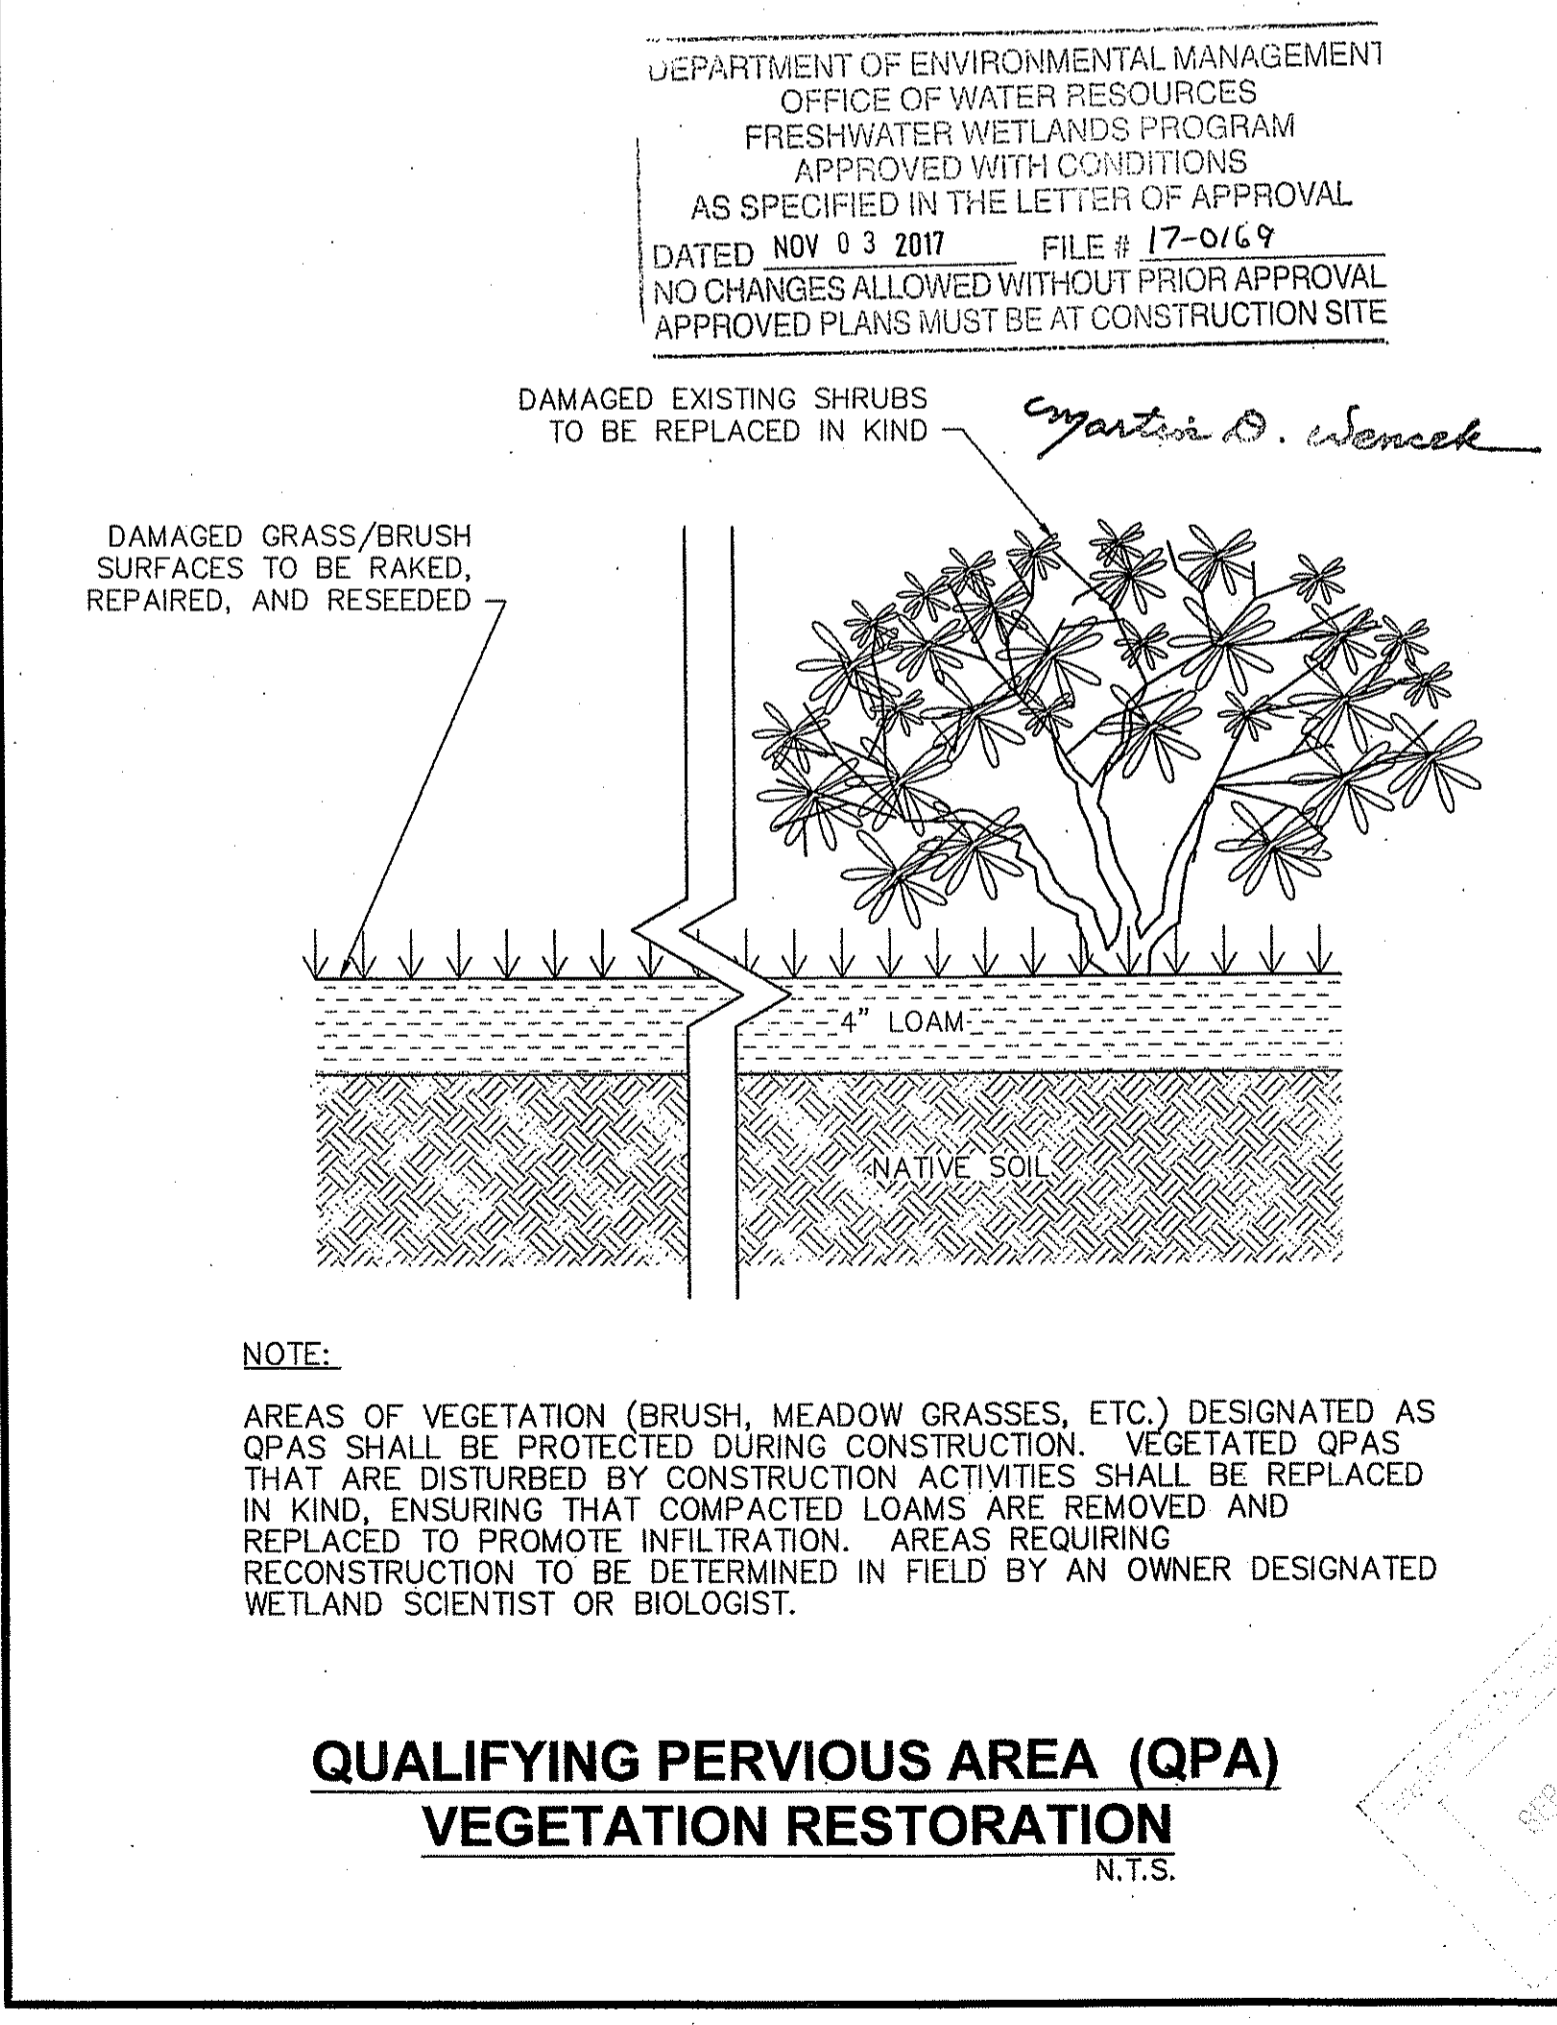 DEPARTMENT OF ENVIRONMENTAL MANAGEMENT
OFFICE OF WATER RESOURCES
FRESHWATER WETLANDS PROGRAM
APPROVED WITH CONDITIONS
AS SPECIFIED IN THE LETTER OF APPROVAL
DATED NOV 03 2017 FILE # 17-0169
NO CHANGES ALLOWED WITHOUT PRIOR APPROVAL
APPROVED PLANS MUST BE AT CONSTRUCTION SITE
Martin D. Wencek
DAMAGED EXISTING SHRUBS
TO BE REPLACED IN KIND
DAMAGED GRASS/BRUSH
SURFACES TO BE RAKED,
REPAIRED, AND RESEEDED
4" LOAM
NATIVE SOIL
NOTE:
AREAS OF VEGETATION (BRUSH, MEADOW GRASSES, ETC.) DESIGNATED AS
QPAS SHALL BE PROTECTED DURING CONSTRUCTION. VEGETATED QPAS
THAT ARE DISTURBED BY CONSTRUCTION ACTIVITIES SHALL BE REPLACED
IN KIND, ENSURING THAT COMPACTED LOAMS ARE REMOVED AND
REPLACED TO PROMOTE INFILTRATION. AREAS REQUIRING
RECONSTRUCTION TO BE DETERMINED IN FIELD BY AN OWNER DESIGNATED
WETLAND SCIENTIST OR BIOLOGIST.
QUALIFYING PERVIOUS AREA (QPA)
VEGETATION RESTORATION
N.T.S.